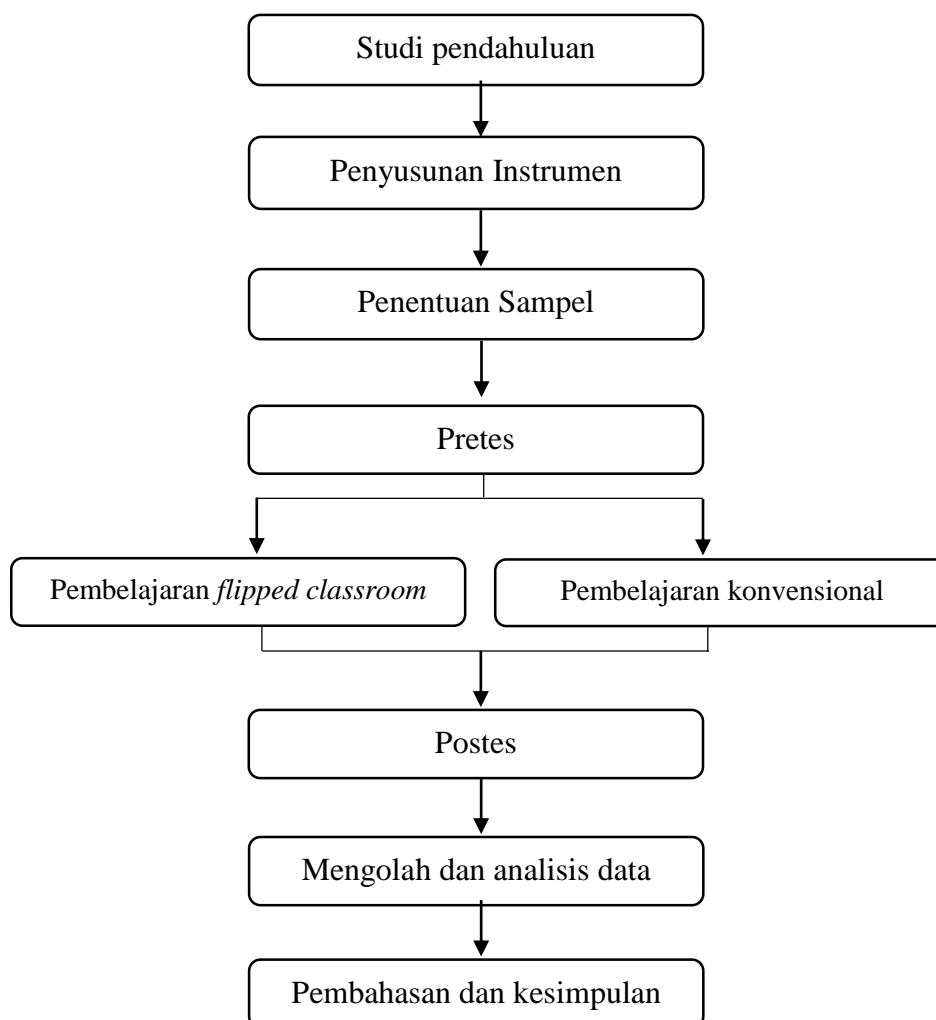 Studi pendahuluan
Penyusunan Instrumen
Penentuan Sampel
Pretes
Pembelajaran flipped classroom
Pembelajaran konvensional
Postes
Mengolah dan analisis data
Pembahasan dan kesimpulan